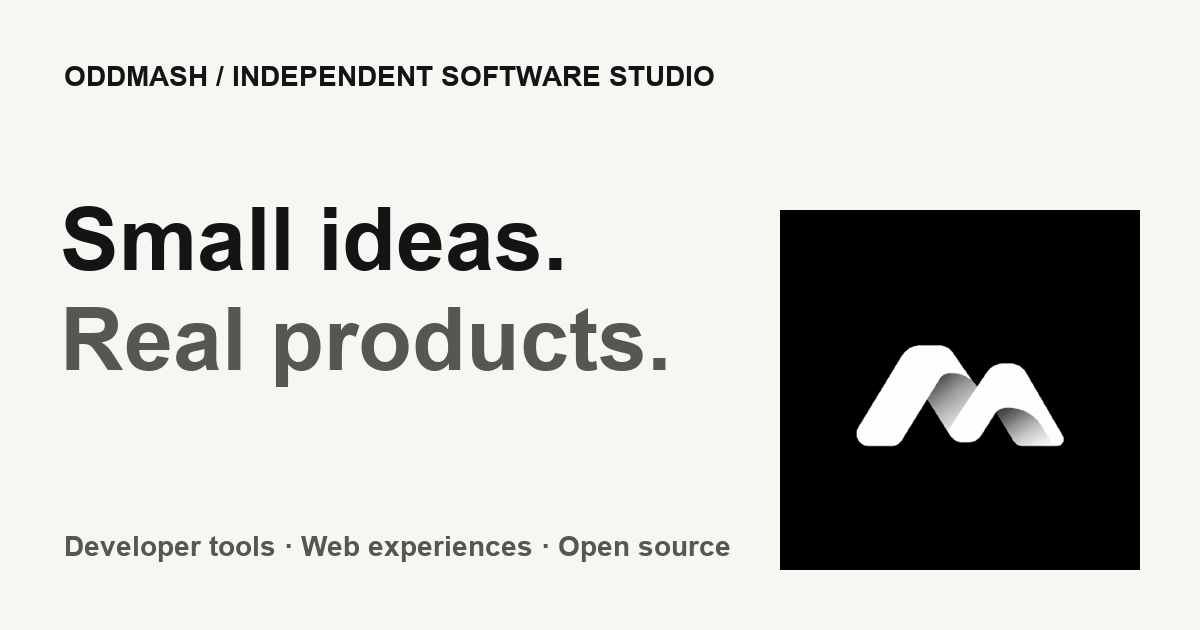 ODDMASH / INDEPENDENT SOFTWARE STUDIO
Small ideas.
Real products.
Developer tools · Web experiences · Open source